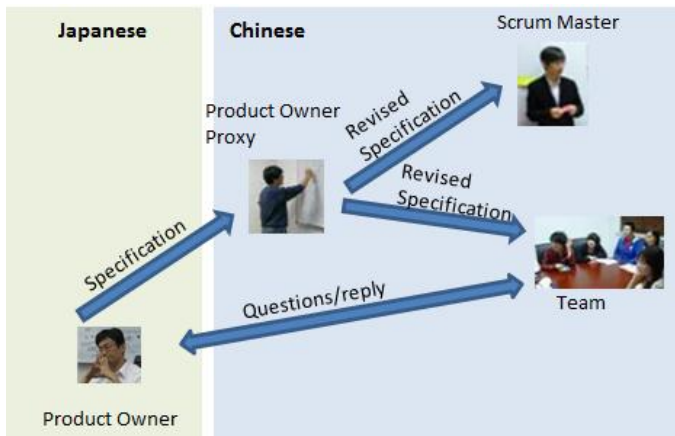 Japanese
Chinese
Scrum Master
Product Owner
Proxy
Revised
Specification
Revised
Specification
Specification
Questions/reply
Team
Product Owner